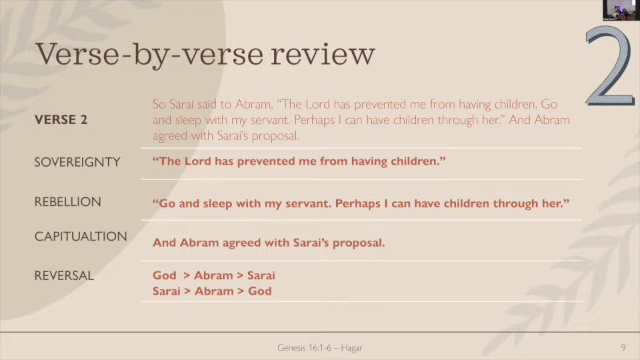 Verse-by-verse review
2
VERSE 2
So Sarai said to Abram, “The Lord has prevented me from having children. Go
and sleep with my servant. Perhaps I can have children through her.” And Abram
agreed with Sarai’s proposal.
SOVEREIGNTY
“The Lord has prevented me from having children.”
REBELLION
“Go and sleep with my servant. Perhaps I can have children through her.”
CAPITUALTION
And Abram agreed with Sarai’s proposal.
REVERSAL
God > Abram > Sarai
Sarai > Abram > God
Genesis 16:1-6 – Hagar
9